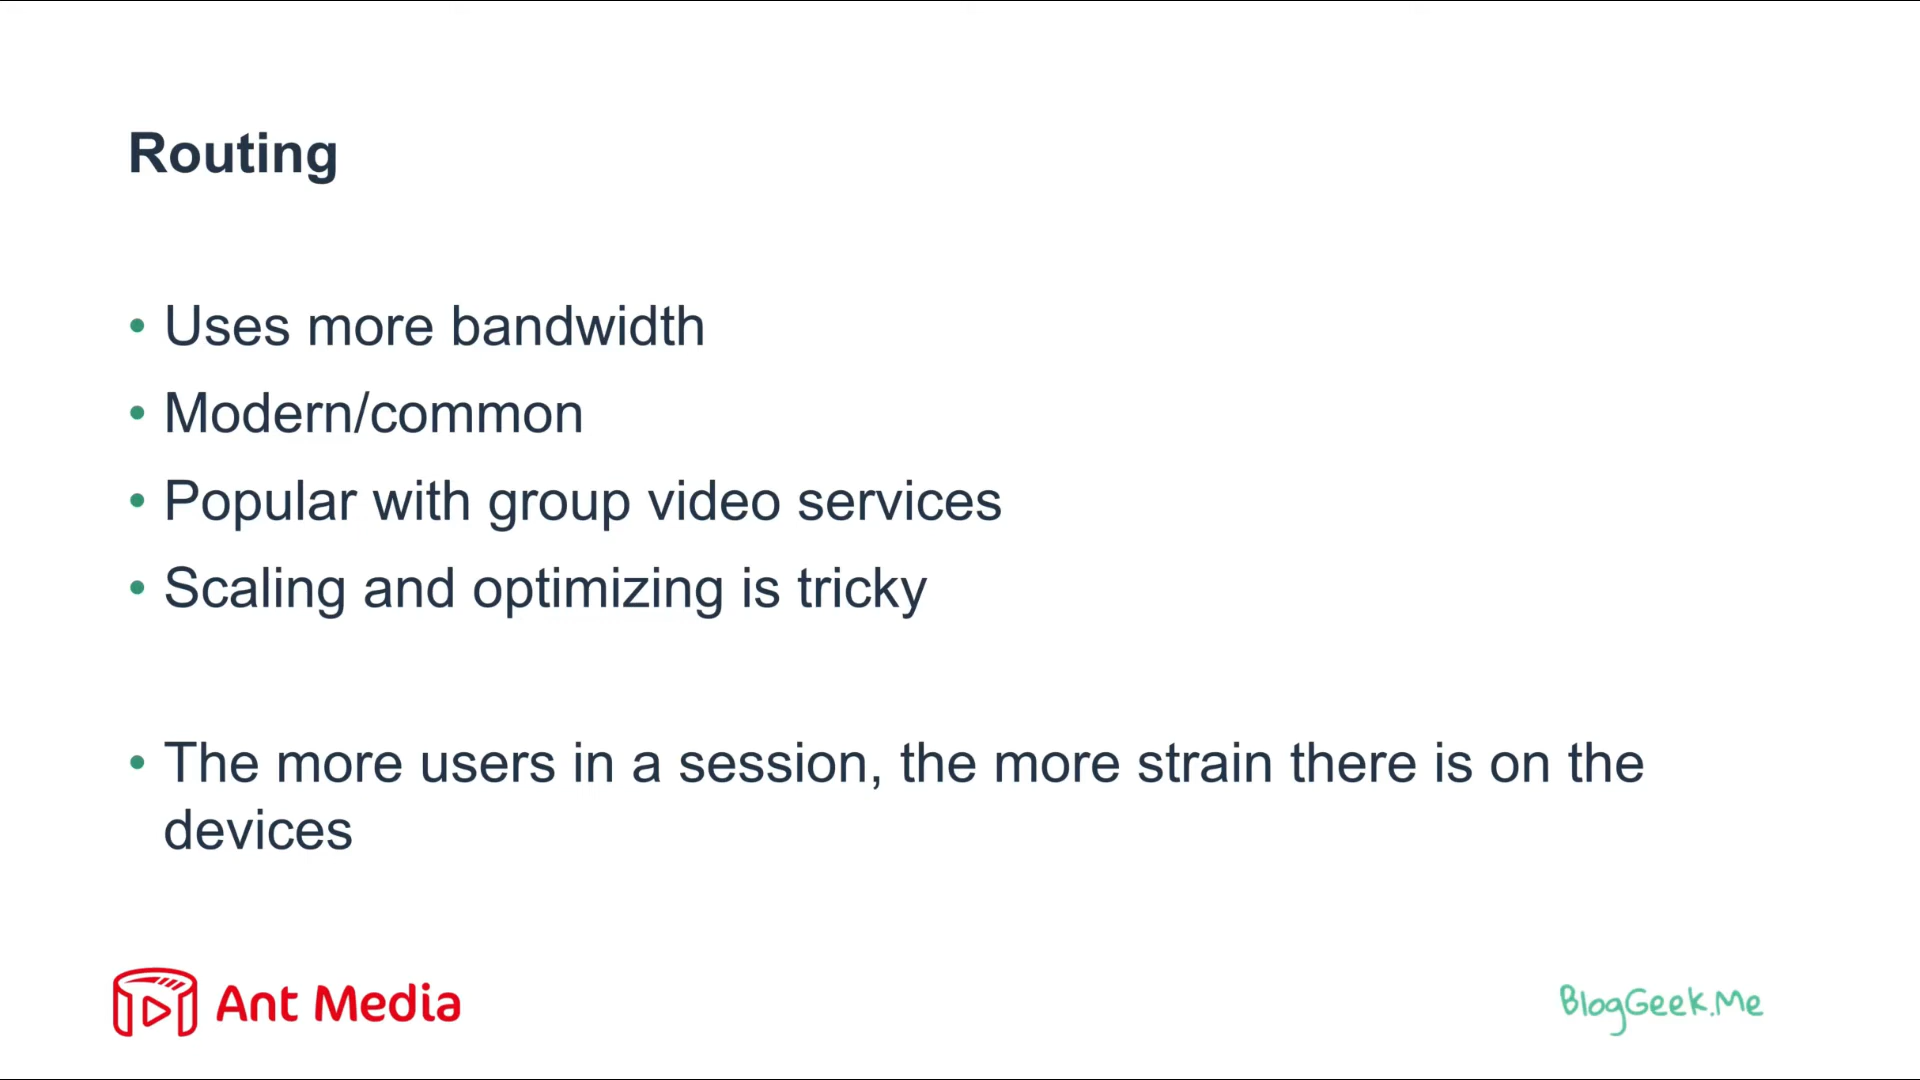 Routing
• Uses more bandwidth
• Modern/common
• Popular with group video services
• Scaling and optimizing is tricky
• The more users in a session, the more strain there is on the
devices
Ant Media
BlogGeek.Me